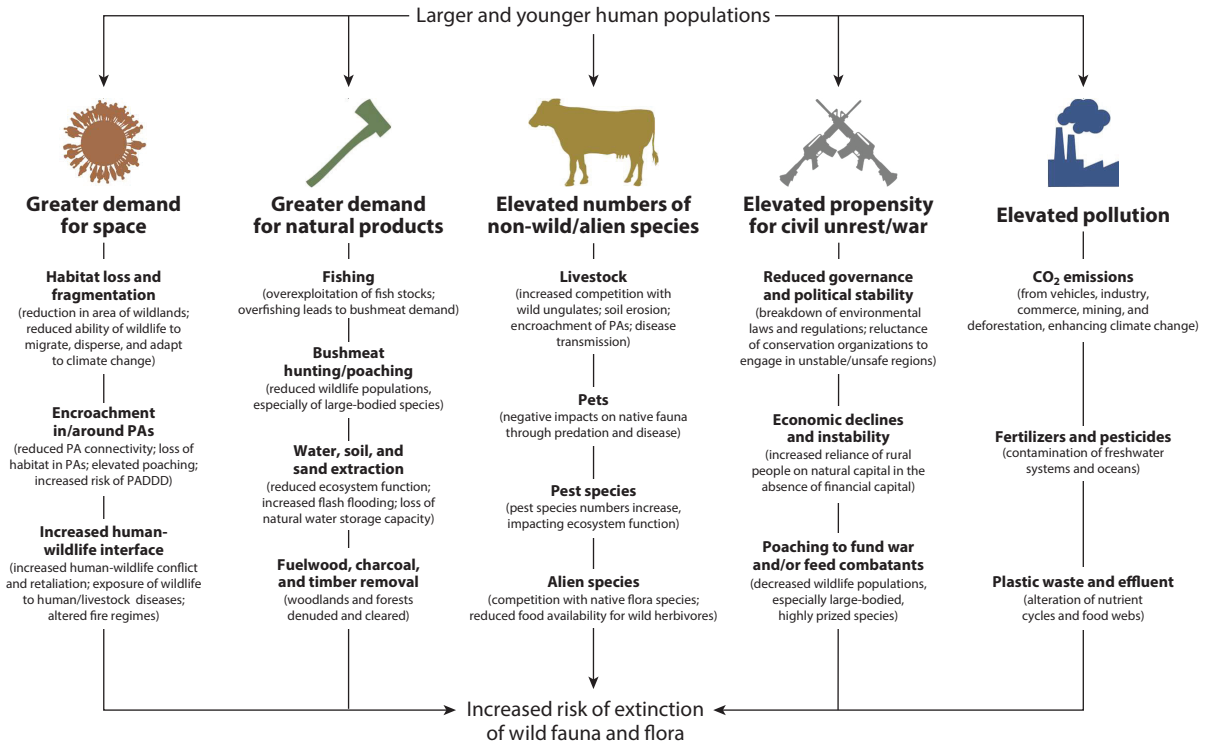 Larger and younger human populations
Greater demand
for space
Habitat loss and
fragmentation
(reduction in area of wildlands;
reduced ability of wildlife to
migrate, disperse, and adapt
to climate change)
Encroachment
in/around PAs
(reduced PA connectivity; loss of
habitat in PAs; elevated poaching;
increased risk of PADDD)
Increased human-
wildlife interface
(increased human-wildlife conflict
and retaliation; exposure of wildlife
to human/livestock diseases;
altered fire regimes)
Greater demand
for natural products
Fishing
(overexploitation of fish stocks;
overfishing leads to bushmeat demand)
Bushmeat
hunting/poaching
(reduced wildlife populations,
especially of large-bodied species)
Water, soil, and
sand extraction
(reduced ecosystem function;
increased flash flooding; loss of
natural water storage capacity)
Fuelwood, charcoal,
and timber removal
(woodlands and forests
denuded and cleared)
Elevated numbers of
non-wild/alien species
Livestock
(increased competition with
wild ungulates; soil erosion;
encroachment of PAs; disease
transmission)
Pets
(negative impacts on native fauna
through predation and disease)
Pest species
(pest species numbers increase,
impacting ecosystem function)
Alien species
(competition with native flora species;
reduced food availability for wild herbivores)
Elevated propensity
for civil unrest/war
Reduced governance
and political stability
(breakdown of environmental
laws and regulations; reluctance
of conservation organizations to
engage in unstable/unsafe regions)
Economic declines
and instability
(increased reliance of rural
people on natural capital in the
absence of financial capital)
Poaching to fund war
and/or feed combatants
(decreased wildlife populations,
especially large-bodied,
highly prized species)
Elevated pollution
CO₂ emissions
(from vehicles, industry,
commerce, mining, and
deforestation, enhancing climate change)
Fertilizers and pesticides
(contamination of freshwater
systems and oceans)
Plastic waste and effluent
(alteration of nutrient
cycles and food webs)
Increased risk of extinction
of wild fauna and flora